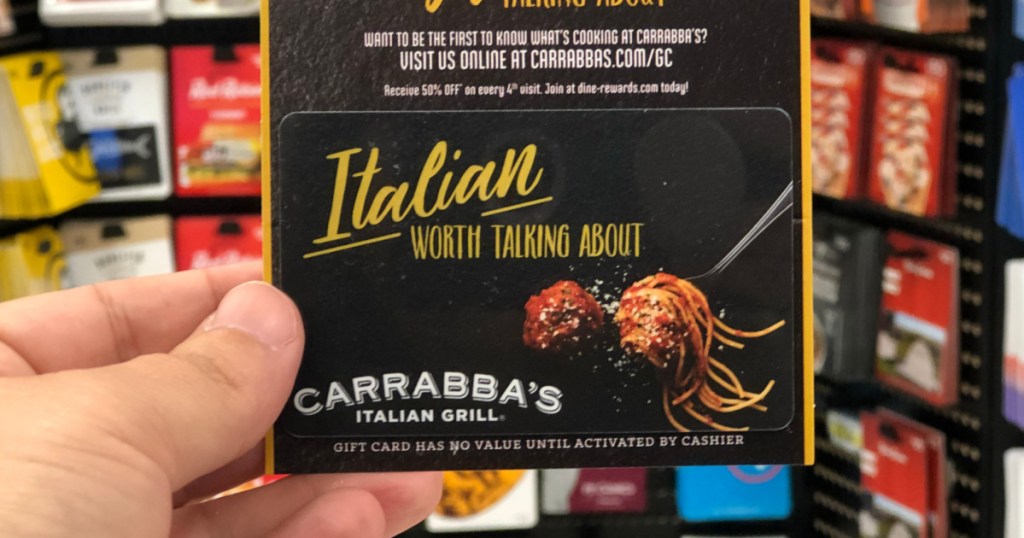 TALKING ABOUT
WANT TO BE THE FIRST TO KNOW WHAT'S COOKING AT CARRABBA'S?
VISIT US ONLINE AT CARRABBAS.COM/GC
Receive 50% OFF* on every 4th visit. Join at dine-rewards.com today!
Italian
WORTH TALKING ABOUT
CARRABBA'S
ITALIAN GRILL®
GIFT CARD HAS NO VALUE UNTIL ACTIVATED BY CASHIER